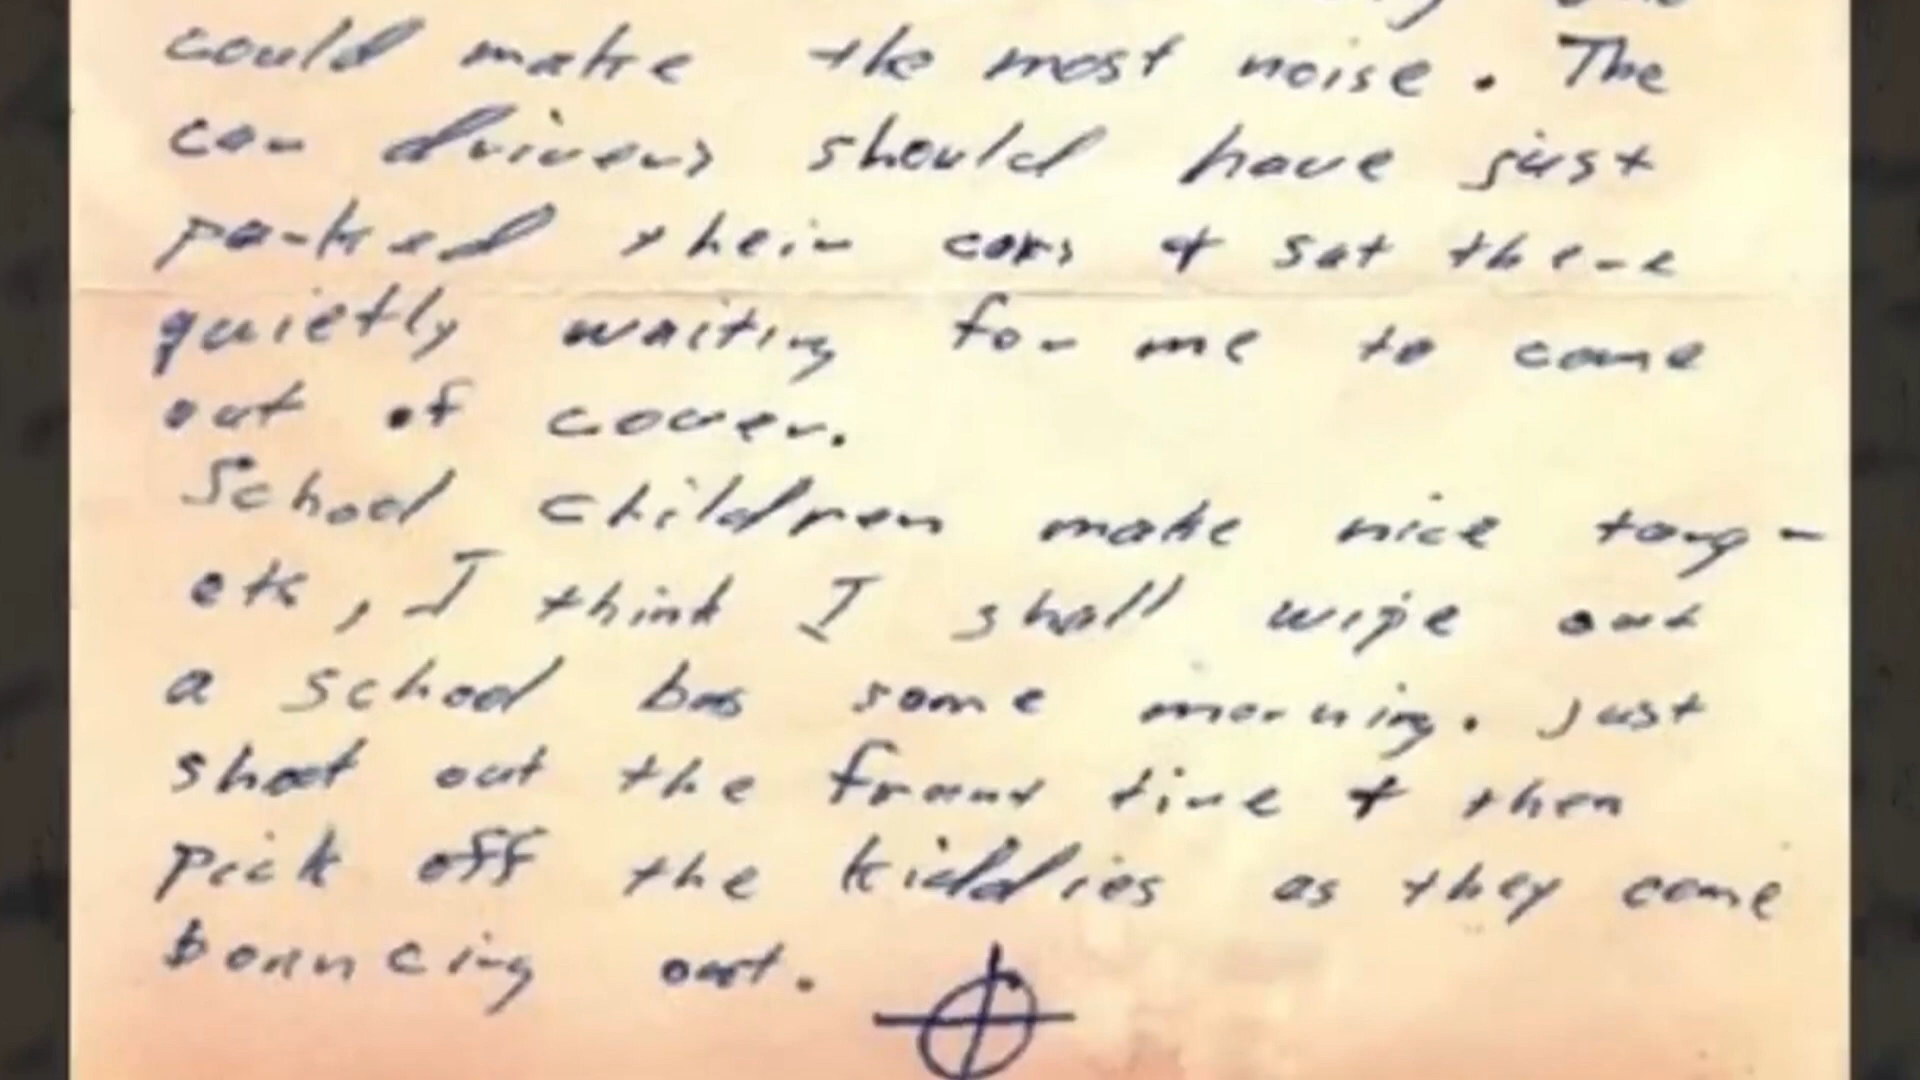 could make the most noise. The
car drivers should have just
parked their cars & sat there
quietly waiting for me to come
out of cover.
School children make nice targ-
ets, I think I shall wipe out
a school bus some morning. Just
shoot out the front tire & then
pick off the kiddies as they come
bouncing out.